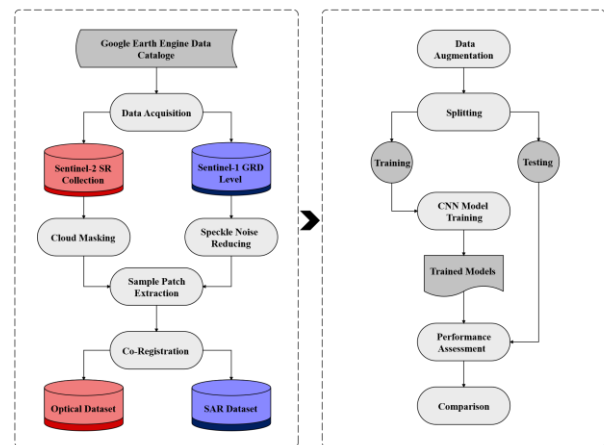 Google Earth Engine Data
Cataloge
Data Acquisition
Sentinel-2 SR
Collection
Sentinel-1 GRD
Level
Cloud Masking
Speckle Noise
Reducing
Sample Patch
Extraction
Co-Registration
Optical Dataset
SAR Dataset
Data
Augmentation
Splitting
Training
Testing
CNN Model
Training
Trained Models
Performance
Assessment
Comparison